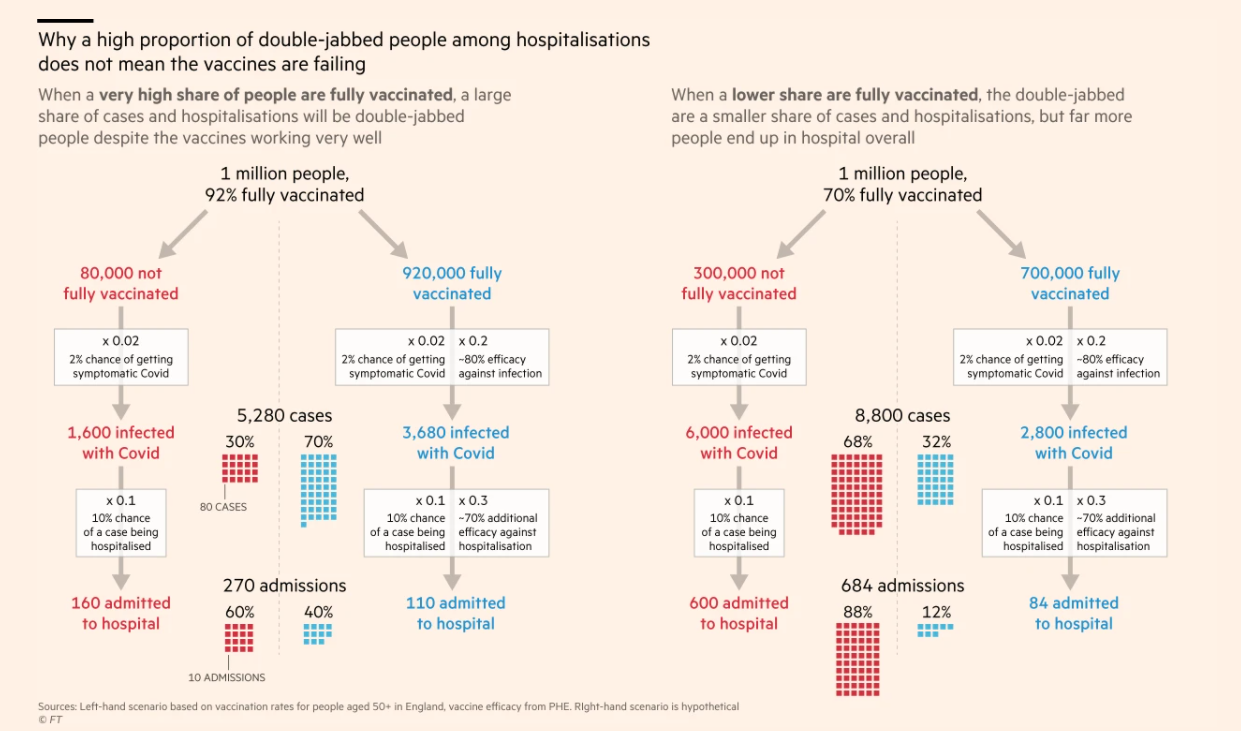 Why a high proportion of double-jabbed people among hospitalisations
does not mean the vaccines are failing
When a very high share of people are fully vaccinated, a large
share of cases and hospitalisations will be double-jabbed
people despite the vaccines working very well
1 million people,
92% fully vaccinated
80,000 not
fully vaccinated
920,000 fully
vaccinated
x 0.02
2% chance of getting
symptomatic Covid
x 0.02
2% chance of getting
symptomatic Covid
x 0.2
~80% efficacy
against infection
5,280 cases
1,600 infected
with Covid
30%
70%
3,680 infected
with Covid
80 CASES
x 0.1
10% chance
of a case being
hospitalised
x 0.1
10% chance
of a case being
hospitalised
x 0.3
~70% additional
efficacy against
hospitalisation
270 admissions
160 admitted
to hospital
60%
40%
110 admitted
to hospital
10 ADMISSIONS
When a lower share are fully vaccinated, the double-jabbed
are a smaller share of cases and hospitalisations, but far more
people end up in hospital overall
1 million people,
70% fully vaccinated
300,000 not
fully vaccinated
700,000 fully
vaccinated
x 0.02
2% chance of getting
symptomatic Covid
x 0.02
2% chance of getting
symptomatic Covid
x 0.2
~80% efficacy
against infection
8,800 cases
6,000 infected
with Covid
68%
32%
2,800 infected
with Covid
x 0.1
10% chance
of a case being
hospitalised
x 0.1
10% chance
of a case being
hospitalised
x 0.3
~70% additional
efficacy against
hospitalisation
684 admissions
600 admitted
to hospital
88%
12%
84 admitted
to hospital
Sources: Left-hand scenario based on vaccination rates for people aged 50+ in England, vaccine efficacy from PHE. RIght-hand scenario is hypothetical
© FT